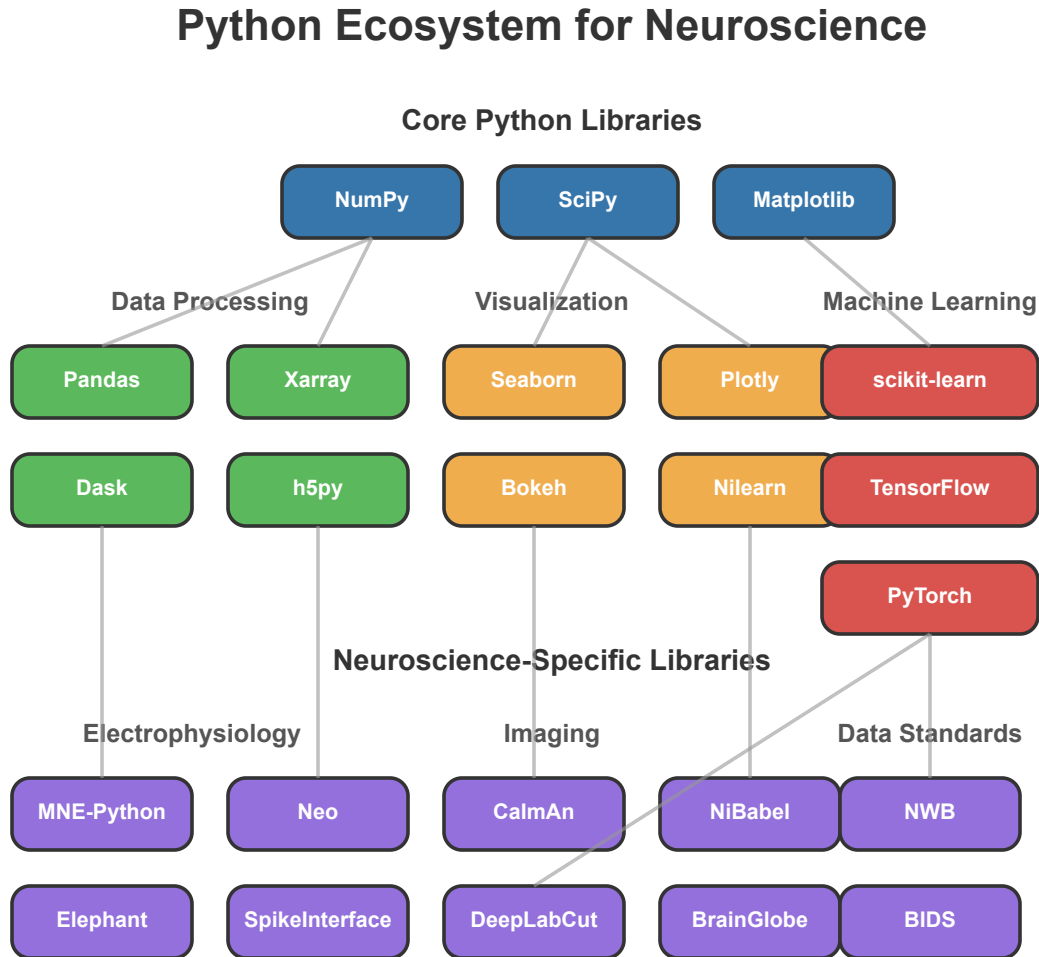 Python Ecosystem for Neuroscience
Core Python Libraries
NumPy
SciPy
Matplotlib
Data Processing
Visualization
Machine Learning
Pandas
Xarray
Seaborn
Plotly
scikit-learn
Dask
h5py
Bokeh
Nilearn
TensorFlow
PyTorch
Neuroscience-Specific Libraries
Electrophysiology
Imaging
Data Standards
MNE-Python
Neo
CaImAn
NiBabel
NWB
Elephant
SpikeInterface
DeepLabCut
BrainGlobe
BIDS